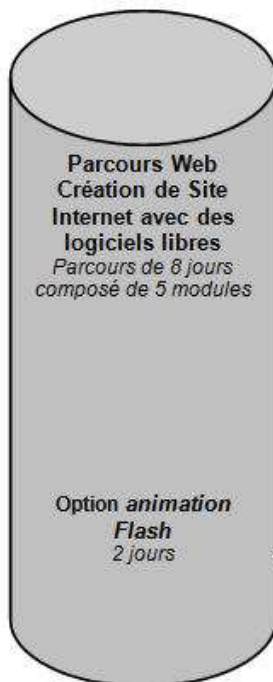 Parcours Web
Création de Site
Internet avec des
logiciels libres
Parcours de 8 jours
composé de 5 modules
Option animation
Flash
2 jours